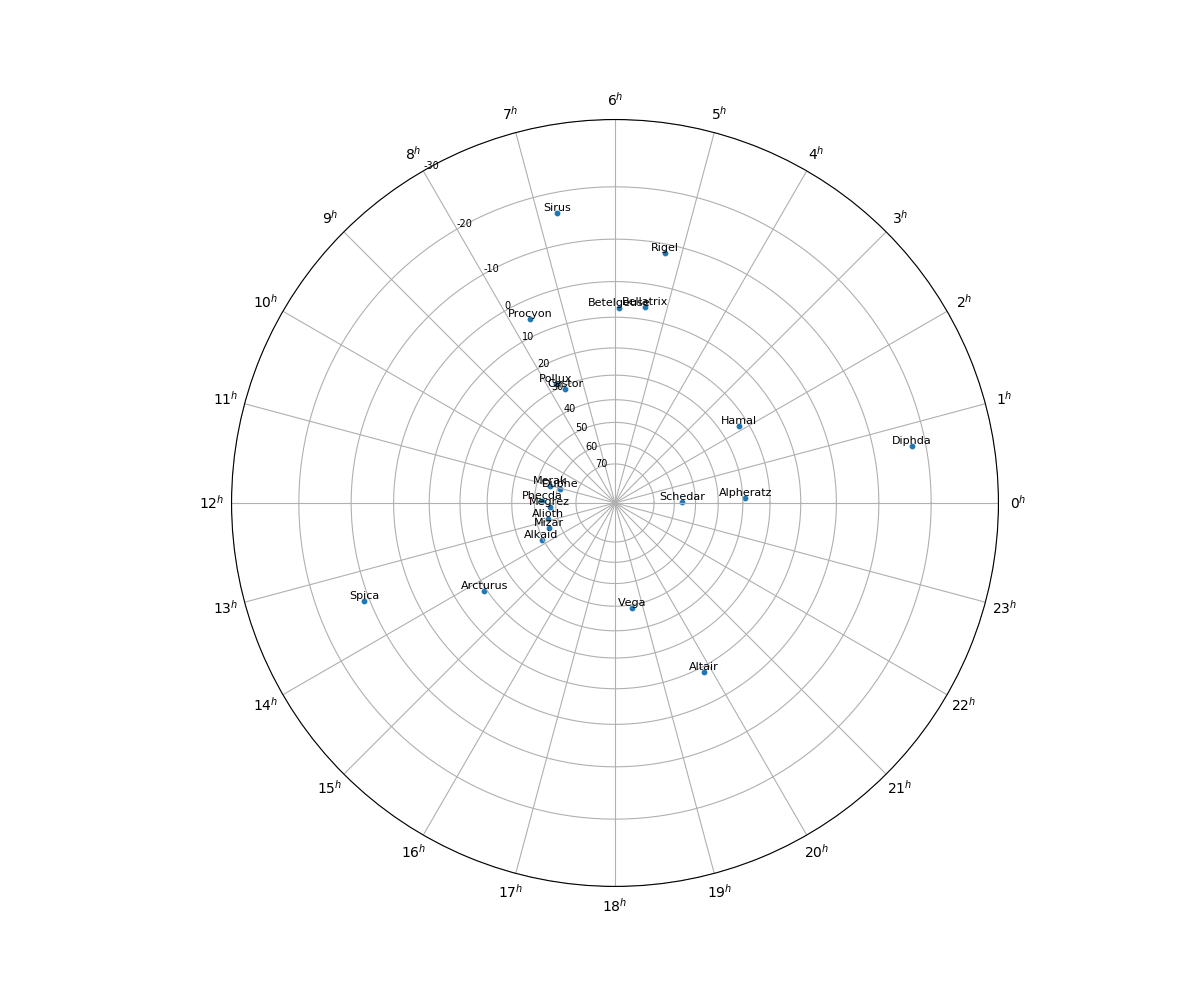 6ʰ
7ʰ
5ʰ
8ʰ
4ʰ
-30
Sirus
9ʰ
3ʰ
-20
Rigel
-10
10ʰ
2ʰ
0
Betelgeuse
Bellatrix
Procyon
10
20
Pollux
Castor
30
11ʰ
1ʰ
40
Hamal
50
Diphda
60
70
Merak
Dubhe
Phecda
Schedar
Alpheratz
12ʰ
Megrez
0ʰ
Alioth
Mizar
Alkaid
Arcturus
Spica
Vega
13ʰ
23ʰ
Altair
14ʰ
22ʰ
15ʰ
21ʰ
16ʰ
20ʰ
17ʰ
19ʰ
18ʰ